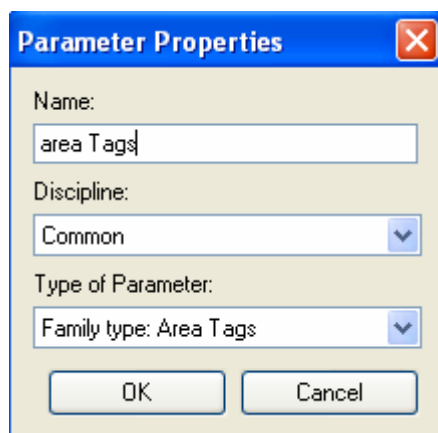 Parameter Properties
Name:
area Tags
Discipline:
Common
Type of Parameter:
Family type: Area Tags
OK Cancel